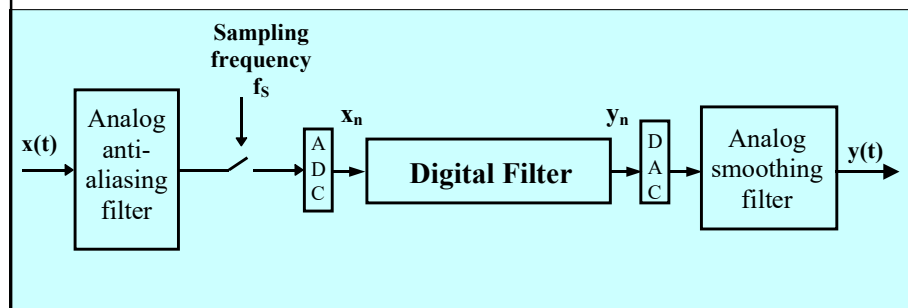 Sampling
frequency
fS
x(t)
Analog
anti-
aliasing
filter
A
D
C
xn
Digital Filter
yn
D
A
C
Analog
smoothing
filter
y(t)